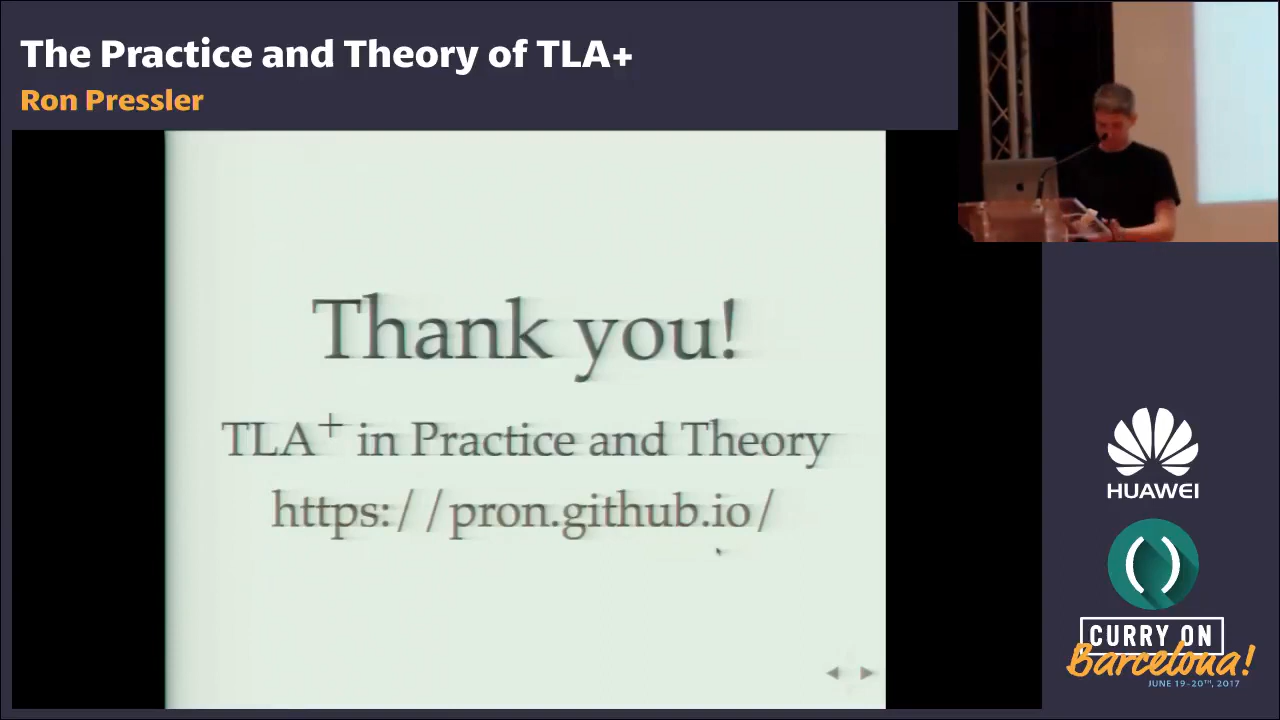 The Practice and Theory of TLA+
Ron Pressler
Thank you!
TLA+ in Practice and Theory
https://pron.github.io/
HUAWEI
CURRY ON
Barcelona!
JUNE 19-20TH, 2017